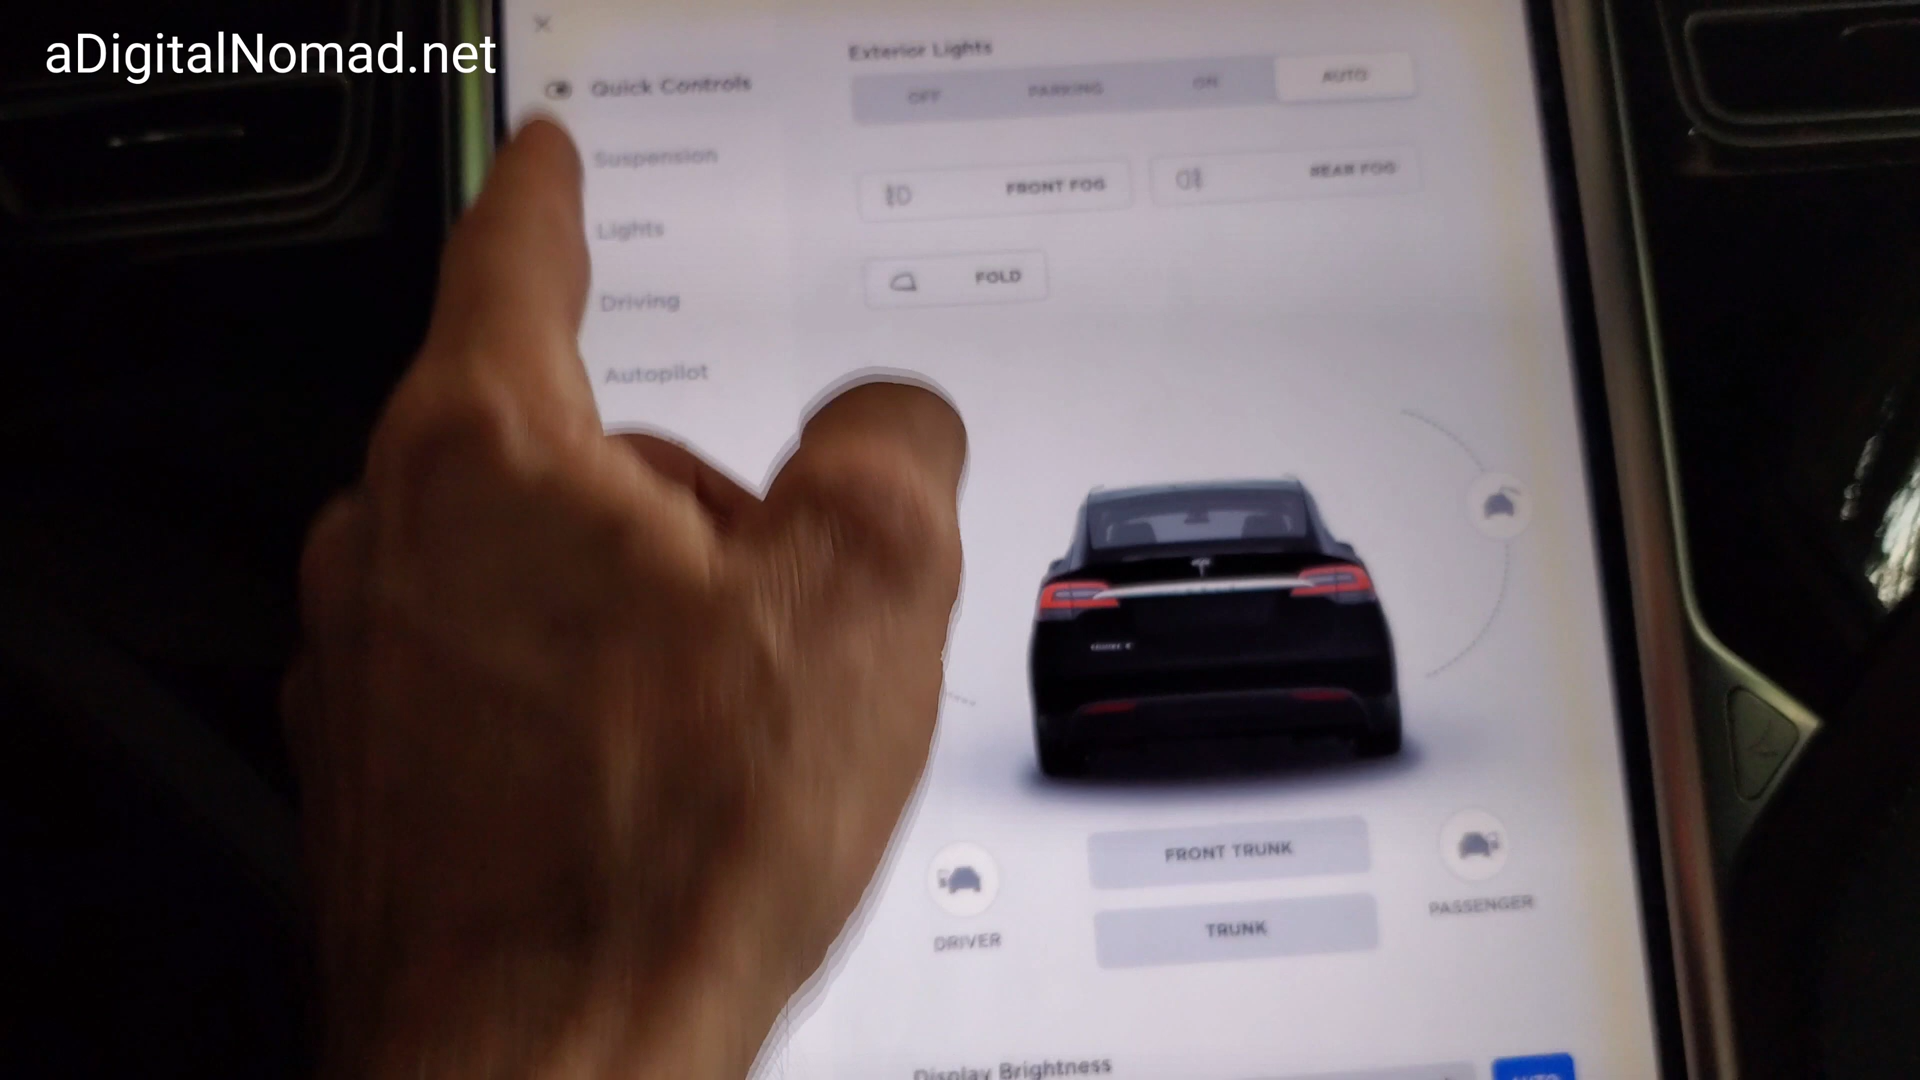 aDigitalNomad.net
Quick Controls
Suspension
Lights
Driving
Autopilot
Exterior Lights
OFF PARKING ON AUTO
FRONT FOG REAR FOG
FOLD
FRONT TRUNK
TRUNK
DRIVER
PASSENGER
Display Brightness
AUTO